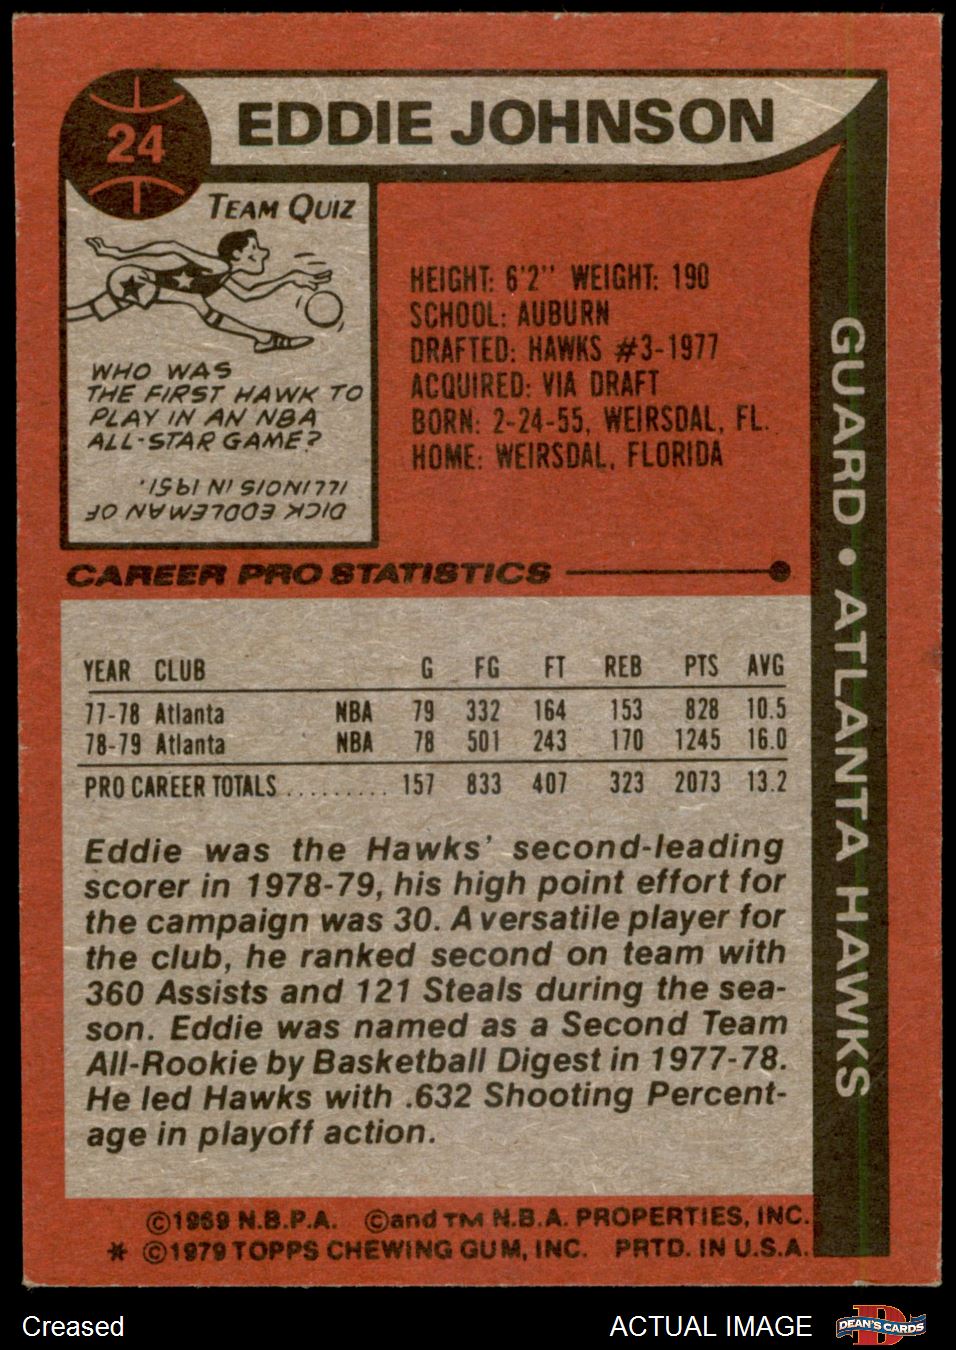 24
EDDIE JOHNSON
TEAM QUIZ
WHO WAS
THE FIRST HAWK TO
PLAY IN AN NBA
ALL-STAR GAME?
DICK EDDLEMAN OF
ILLINOIS IN 1951.
HEIGHT: 6'2" WEIGHT: 190
SCHOOL: AUBURN
DRAFTED: HAWKS #3-1977
ACQUIRED: VIA DRAFT
BORN: 2-24-55, WEIRSDAL, FL.
HOME: WEIRSDAL, FLORIDA
GUARD • ATLANTA HAWKS
CAREER PRO STATISTICS
YEAR CLUB G FG FT REB PTS AVG
77-78 Atlanta NBA 79 332 164 153 828 10.5
78-79 Atlanta NBA 78 501 243 170 1245 16.0
PRO CAREER TOTALS ......... 157 833 407 323 2073 13.2
Eddie was the Hawks' second-leading
scorer in 1978-79, his high point effort for
the campaign was 30. A versatile player for
the club, he ranked second on team with
360 Assists and 121 Steals during the sea-
son. Eddie was named as a Second Team
All-Rookie by Basketball Digest in 1977-78.
He led Hawks with .632 Shooting Percent-
age in playoff action.
©1969 N.B.P.A. ©and TM N.B.A. PROPERTIES, INC.
* ©1979 TOPPS CHEWING GUM, INC. PRTD. IN U.S.A.
Creased
ACTUAL IMAGE
D
DEAN'S CARDS